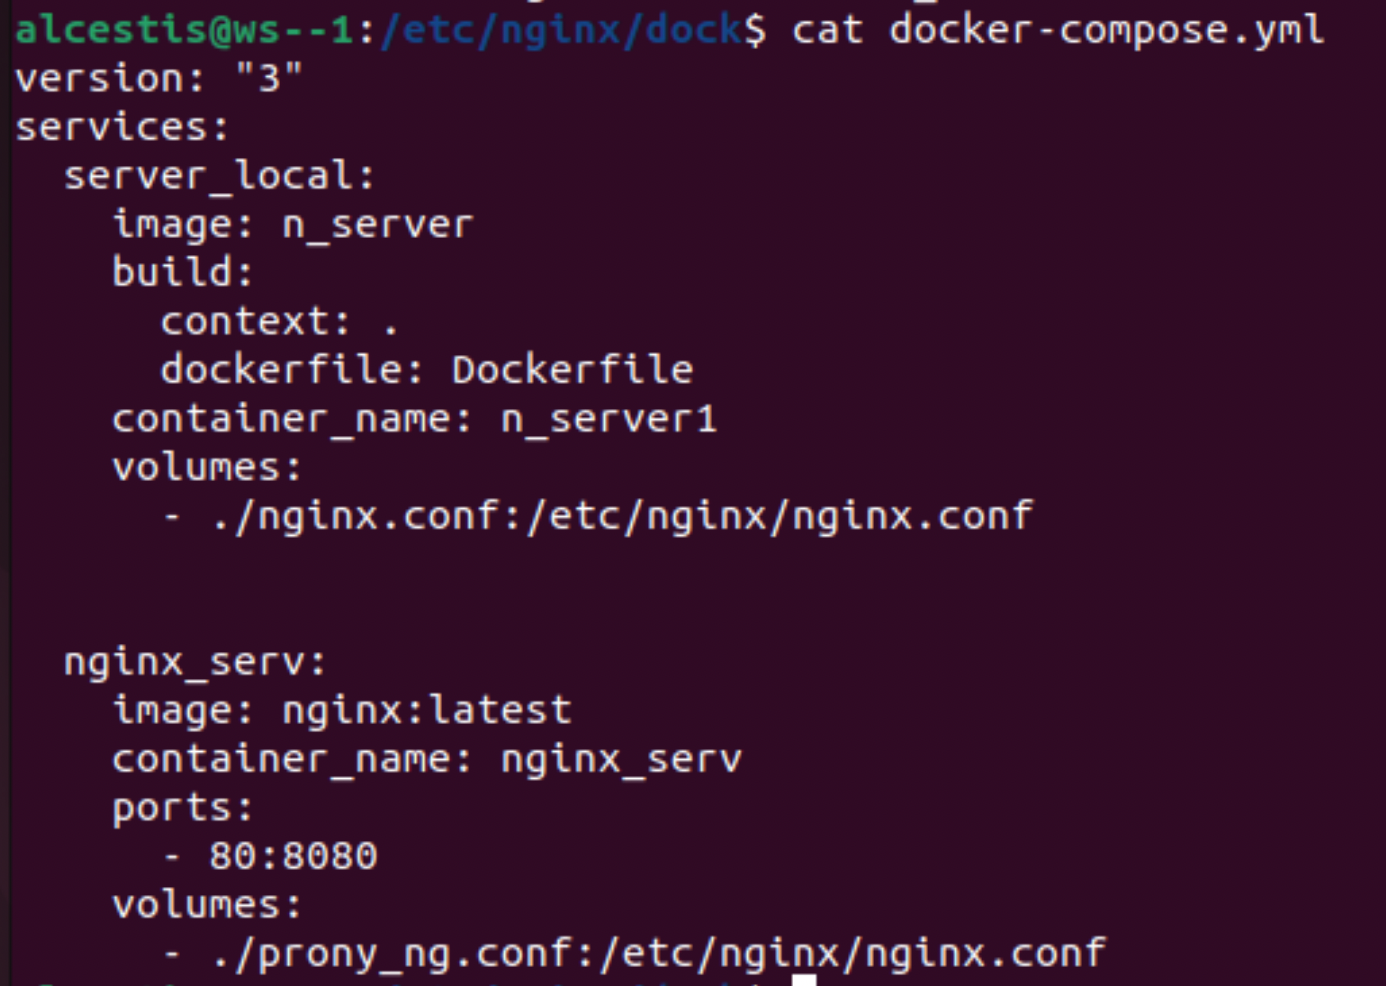 alcestis@ws--1:/etc/nginx/dock$ cat docker-compose.yml
version: "3"
services:
  server_local:
    image: n_server
    build:
      context: .
      dockerfile: Dockerfile
    container_name: n_server1
    volumes:
      - ./nginx.conf:/etc/nginx/nginx.conf
  nginx_serv:
    image: nginx:latest
    container_name: nginx_serv
    ports:
      - 80:8080
    volumes:
      - ./prony_ng.conf:/etc/nginx/nginx.conf